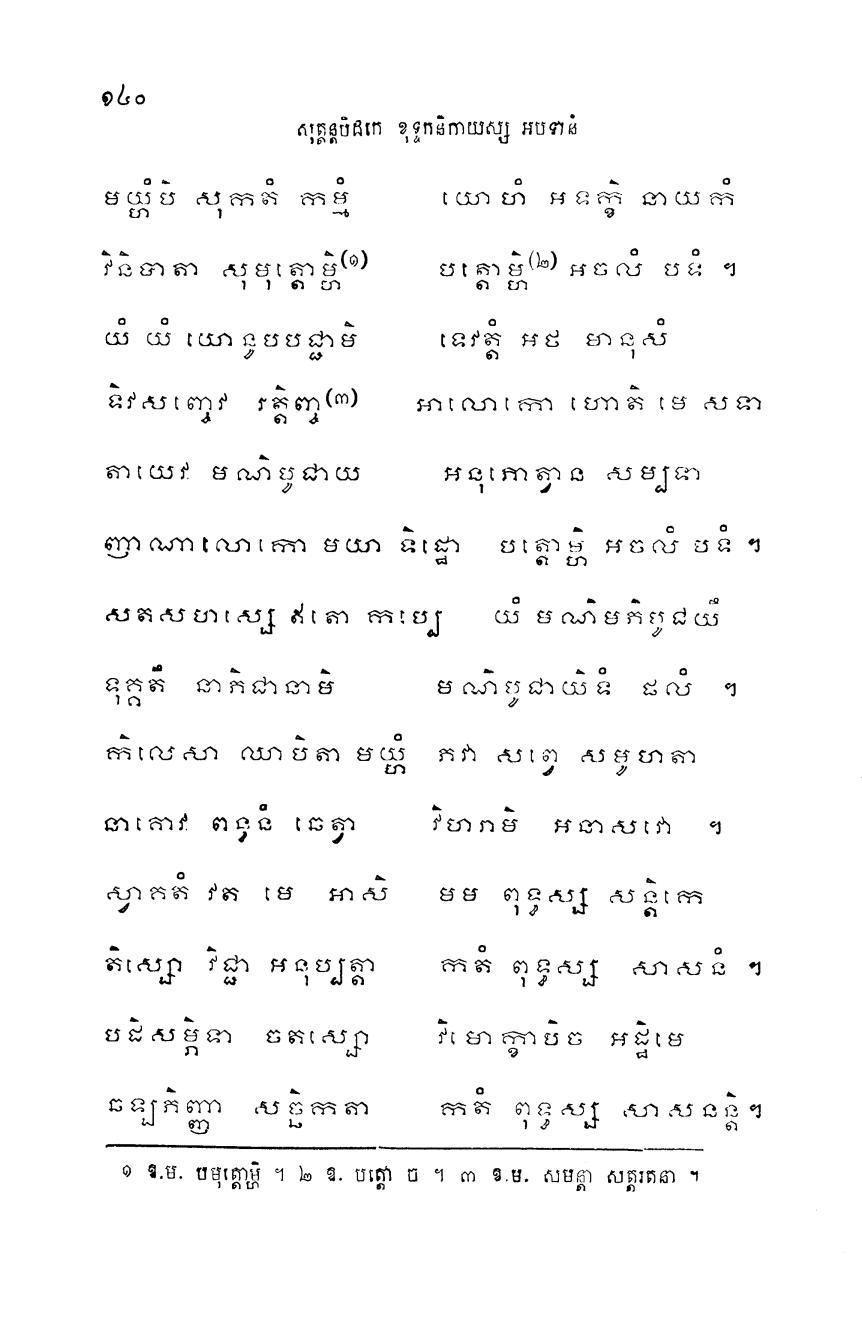 ១៤០
សុត្តន្តបិដកេ ខុទ្ទកនិកាយស្ស អបទានំ
មយ្ហំបិ សុកតំ កម្មំ យោហំ អទក្ខិ នាយកំ
វិនិបាតា សុមុត្តោម្ហិ(១) បត្តោម្ហិ(២) អចលំ បទំ ។
យំ យំ យោនូបបជ្ជាមិ ទេវត្តំ អថ មានុសំ
ទិវសញ្ចេវ រត្តិញ្ច(៣) អាលោកោ ហោតិ មេ សទា
តាយេវ មណិបូជាយ អនុភោត្វាន សម្បទា
ញាណាលោកោ មយា ទិដ្ឋោ បត្តោម្ហិ អចលំ បទំ ។
សតសហស្សេ ឥតោ កប្បេ យំ មណិមភិបូជយឹ
ទុគ្គតឹ នាភិជានាមិ មណិបូជាយិទំ ផលំ ។
កិលេសា ឈាបិតា មយ្ហំ ភវា សព្វេ សមូហតា
នាគោវ ពន្ធនំ ឆេត្វា វិហរាមិ អនាសវោ ។
ស្វាគតំ វត មេ អាសិ មម ពុទ្ធស្ស សន្តិកេ
តិស្សោ វិជ្ជា អនុប្បត្តា កតំ ពុទ្ធស្ស សាសនំ ។
បដិសម្ភិទា ចតស្សោ វិមោក្ខាបិច អដ្ឋិមេ
ឆឡភិញ្ញា សច្ឆិកតា កតំ ពុទ្ធស្ស សាសនន្តិ។
១ ឱ.ម. បមុត្តោម្ហិ ។ ២ ឱ. បត្តោ ច ។ ៣ ឱ.ម. សមន្តា សត្តរតនា ។